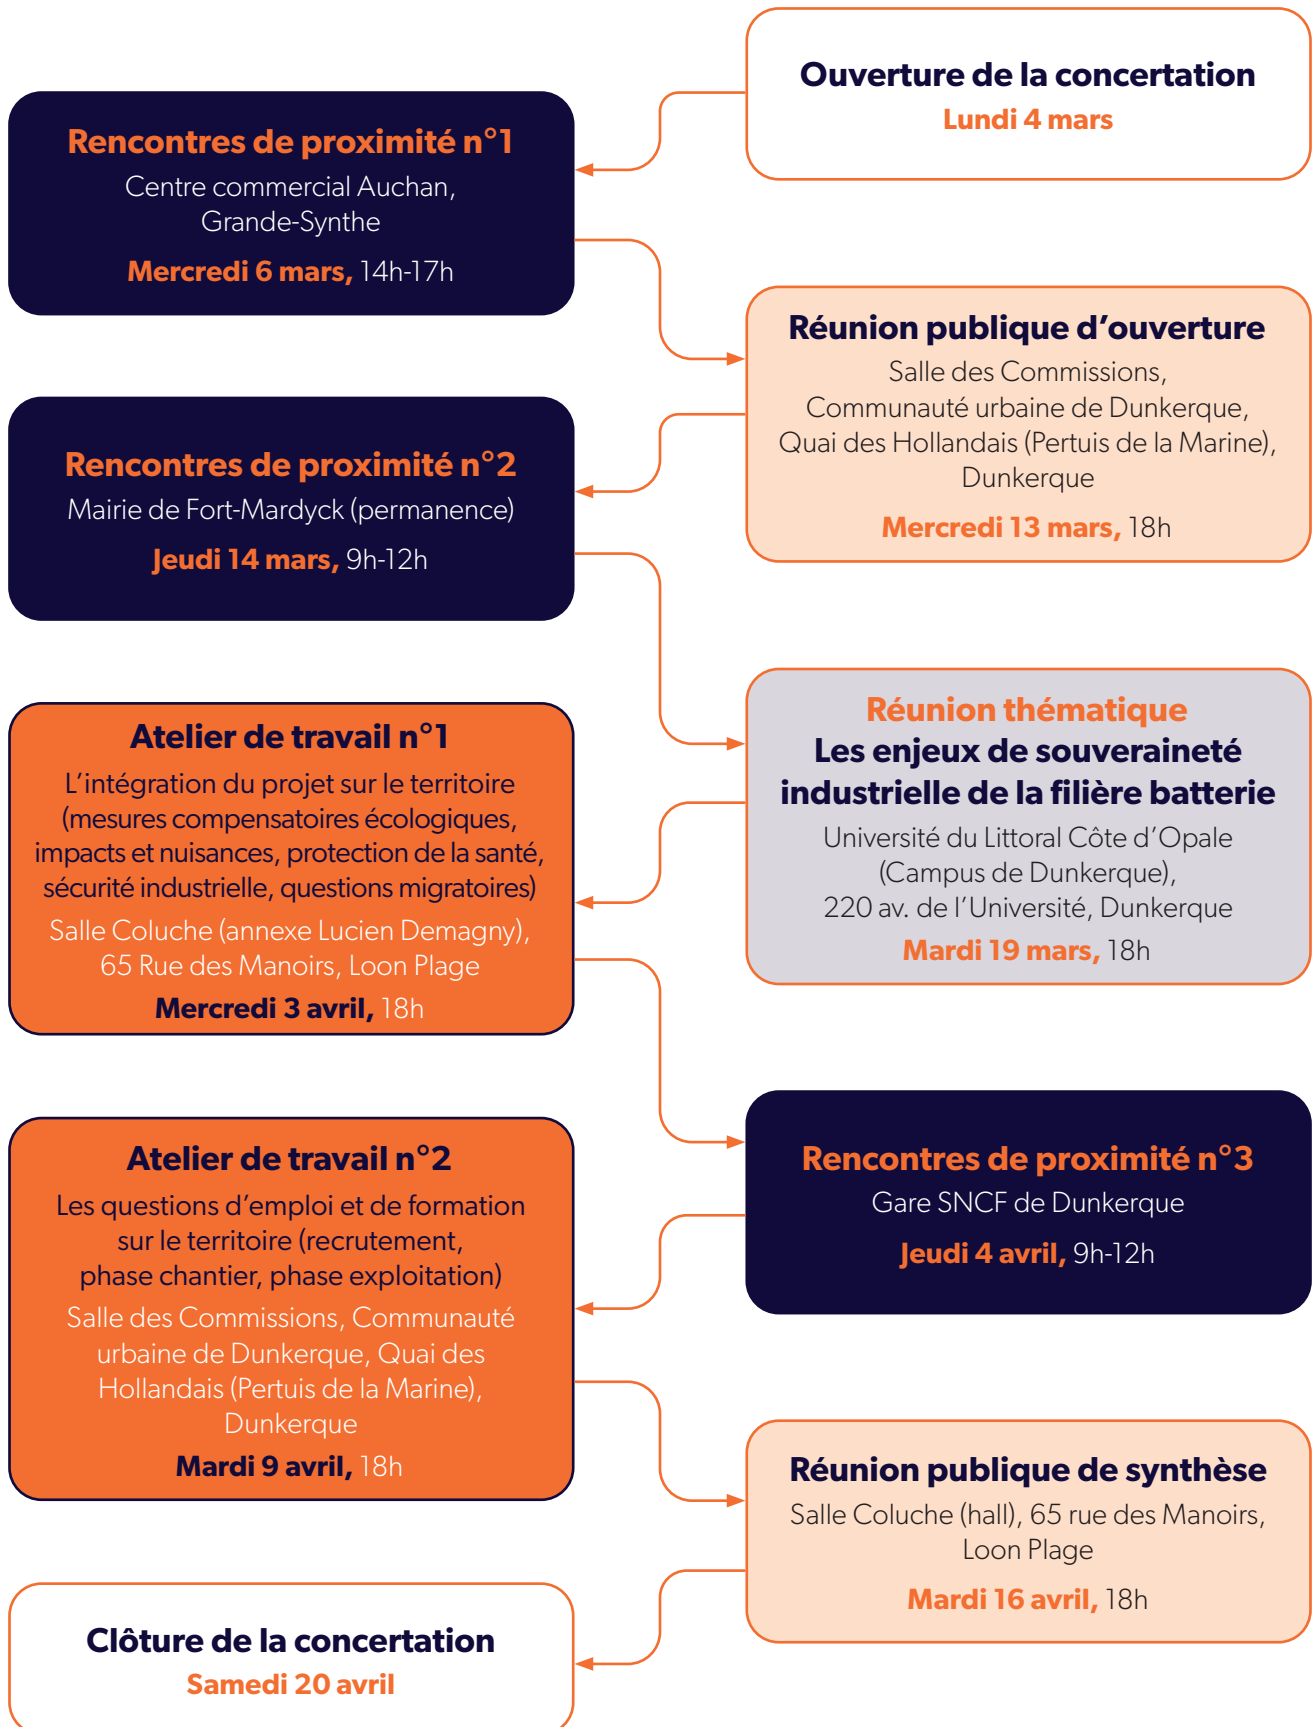 Ouverture de la concertation
Lundi 4 mars
Rencontres de proximité n°1
Centre commercial Auchan,
Grande-Synthe
Mercredi 6 mars, 14h-17h
Réunion publique d’ouverture
Salle des Commissions,
Communauté urbaine de Dunkerque,
Quai des Hollandais (Pertuis de la Marine),
Dunkerque
Mercredi 13 mars, 18h
Rencontres de proximité n°2
Mairie de Fort-Mardyck (permanence)
Jeudi 14 mars, 9h-12h
Réunion thématique
Les enjeux de souveraineté
industrielle de la filière batterie
Université du Littoral Côte d’Opale
(Campus de Dunkerque),
220 av. de l’Université, Dunkerque
Mardi 19 mars, 18h
Atelier de travail n°1
L’intégration du projet sur le territoire
(mesures compensatoires écologiques,
impacts et nuisances, protection de la santé,
sécurité industrielle, questions migratoires)
Salle Coluche (annexe Lucien Demagny),
65 Rue des Manoirs, Loon Plage
Mercredi 3 avril, 18h
Rencontres de proximité n°3
Gare SNCF de Dunkerque
Jeudi 4 avril, 9h-12h
Atelier de travail n°2
Les questions d’emploi et de formation
sur le territoire (recrutement,
phase chantier, phase exploitation)
Salle des Commissions, Communauté
urbaine de Dunkerque, Quai des
Hollandais (Pertuis de la Marine),
Dunkerque
Mardi 9 avril, 18h
Réunion publique de synthèse
Salle Coluche (hall), 65 rue des Manoirs,
Loon Plage
Mardi 16 avril, 18h
Clôture de la concertation
Samedi 20 avril